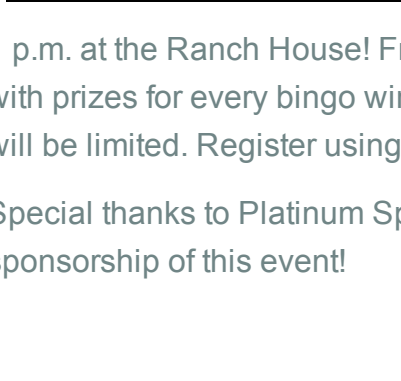 p.m. at the Ranch House! Fr
with prizes for every bingo
will be limited. Register using
Special thanks to Platinum Sp
sponsorship of this event!